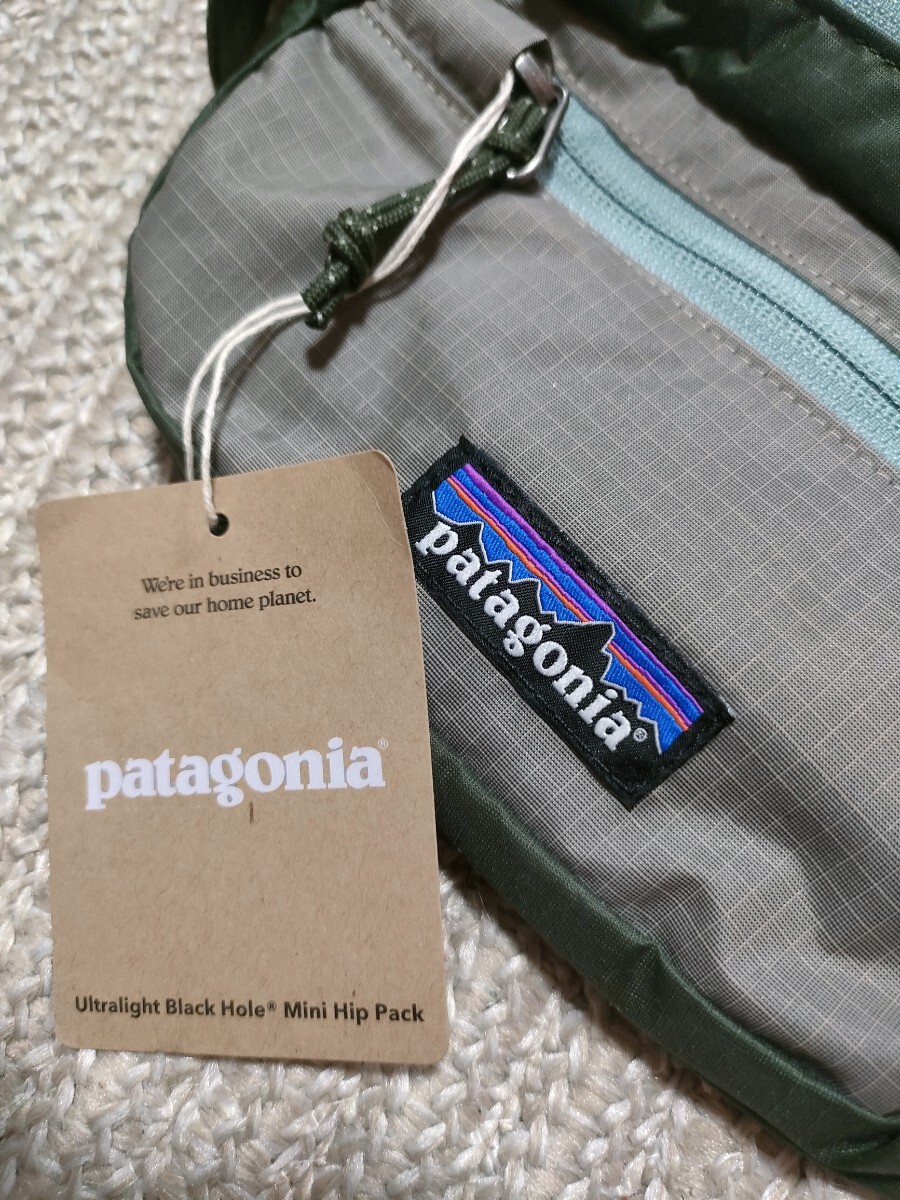 We're in business to
save our home planet.
patagonia®
Ultralight Black Hole® Mini Hip Pack
patagonia®